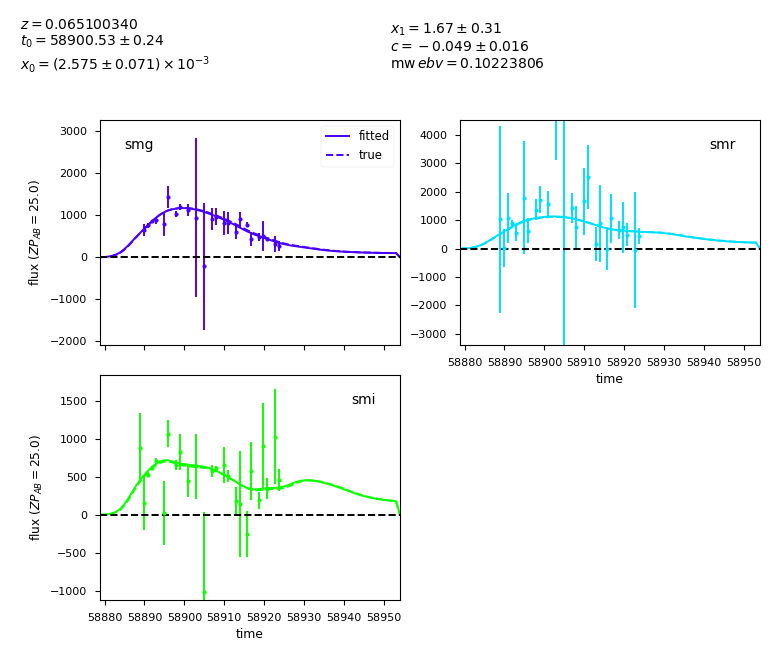 z = 0.065100340
t₀ = 58900.53 ± 0.24
x₀ = (2.575 ± 0.071) × 10⁻³
x₁ = 1.67 ± 0.31
c = −0.049 ± 0.016
mw ebv = 0.10223806
smg
fitted
true
3000
2000
1000
0
−1000
−2000
flux (ZP_AB = 25.0)
smr
4000
3000
2000
1000
0
−1000
−2000
−3000
58880 58890 58900 58910 58920 58930 58940 58950
time
smi
1500
1000
500
0
−500
−1000
flux (ZP_AB = 25.0)
58880 58890 58900 58910 58920 58930 58940 58950
time